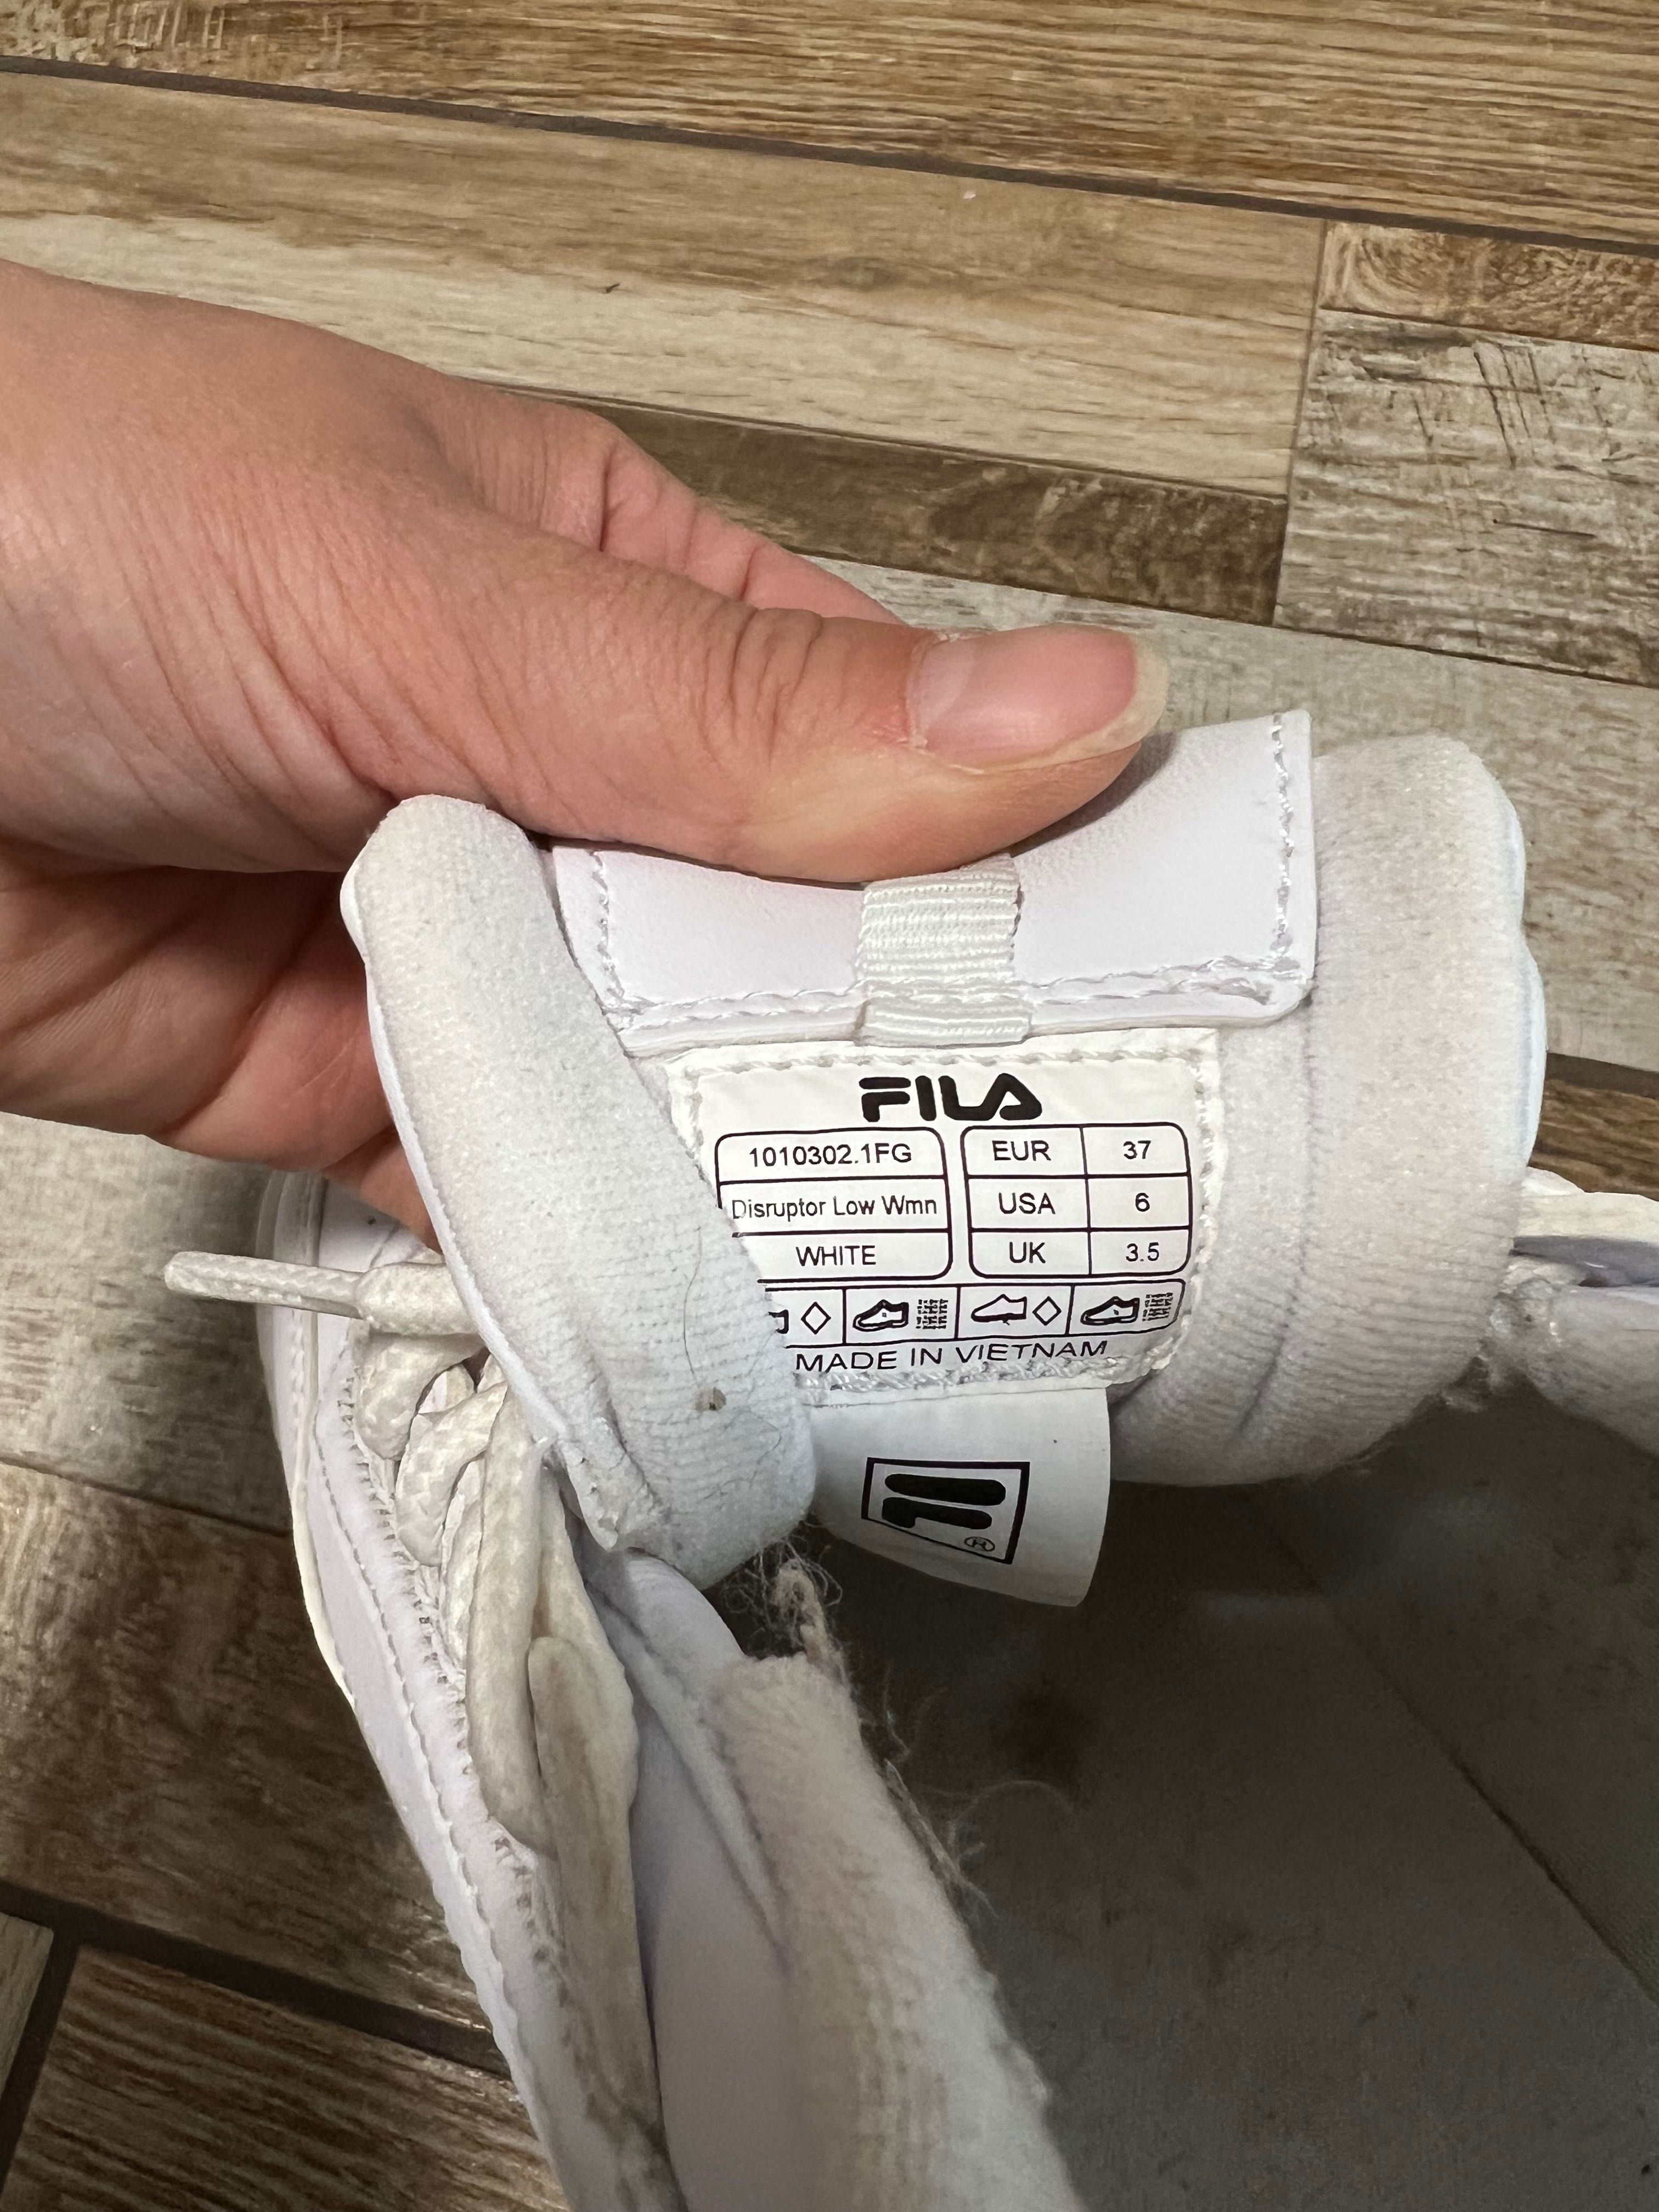 FILA
1010302.1FG
Disruptor Low Wmn
WHITE
EUR 37
USA 6
UK 3.5
MADE IN VIETNAM
®